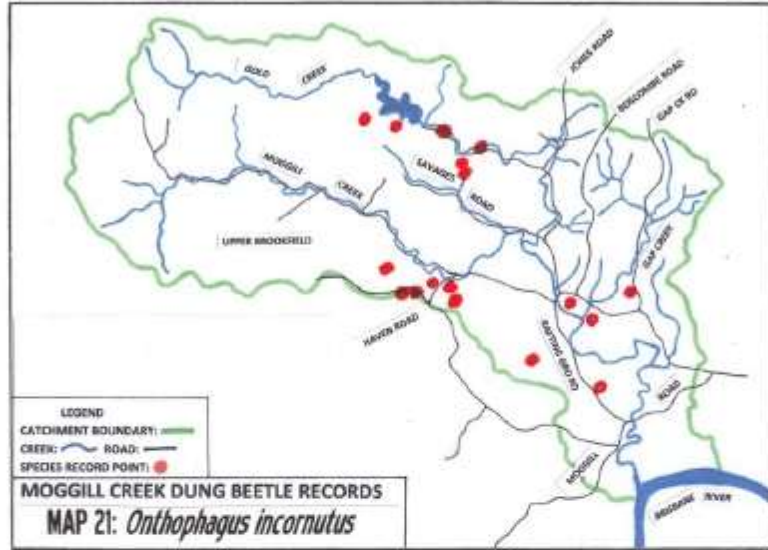 GOLD CREEK
JONES ROAD
BOSCOMBE ROAD
GAP CK RD
MOGGILL CREEK
SAVAGES ROAD
UPPER BROOKFIELD
GAP CREEK
HAVEN ROAD
RAFTING GRD RD
MOGGILL ROAD
BRISBANE RIVER
LEGEND
CATCHMENT BOUNDARY:
CREEK: ROAD:
SPECIES RECORD POINT:
MOGGILL CREEK DUNG BEETLE RECORDS
MAP 21: Onthophagus incornutus